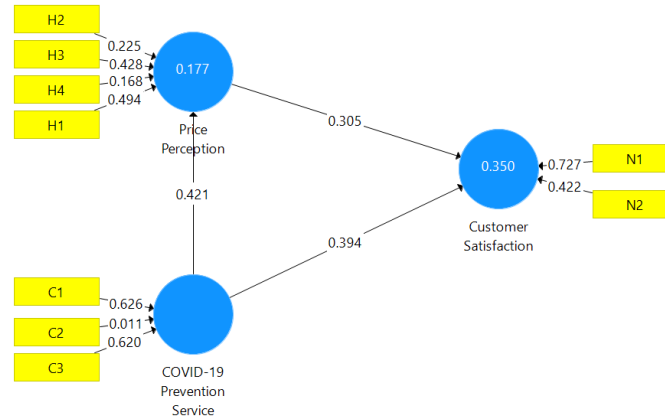 H2
0.225
H3
0.428
0.177
H4
0.168
0.494
H1
Price
Perception
0.305
0.727
N1
0.350
0.422
N2
0.421
Customer
Satisfaction
0.394
C1
0.626
C2
0.011
0.620
C3
COVID-19
Prevention
Service